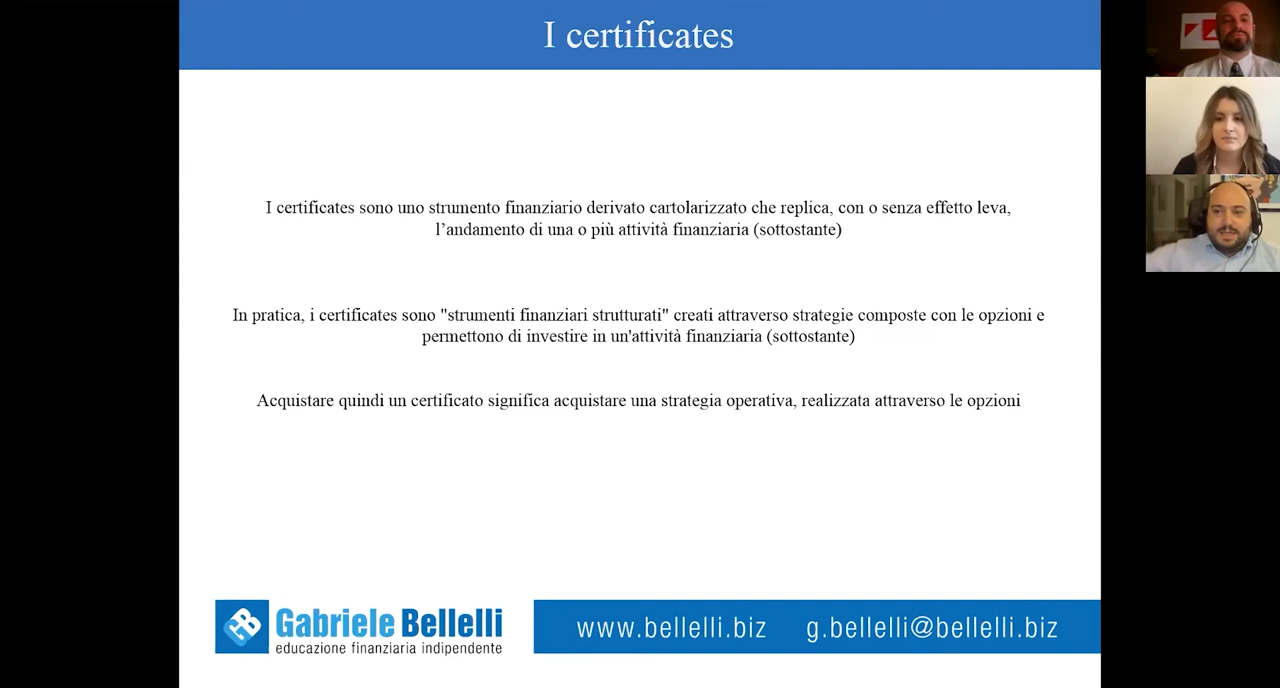 I certificates
I certificates sono uno strumento finanziario derivato cartolarizzato che replica, con o senza effetto leva,
l’andamento di una o più attività finanziaria (sottostante)
In pratica, i certificates sono "strumenti finanziari strutturati" creati attraverso strategie composte con le opzioni e
permettono di investire in un'attività finanziaria (sottostante)
Acquistare quindi un certificato significa acquistare una strategia operativa, realizzata attraverso le opzioni
GB Gabriele Bellelli
educazione finanziaria indipendente
www.bellelli.biz g.bellelli@bellelli.biz